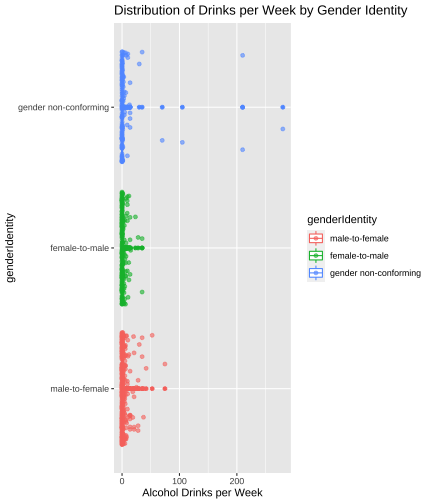 Distribution of Drinks per Week by Gender Identity
genderIdentity
gender non-conforming
female-to-male
male-to-female
0
100
200
Alcohol Drinks per Week
genderIdentity
male-to-female
female-to-male
gender non-conforming